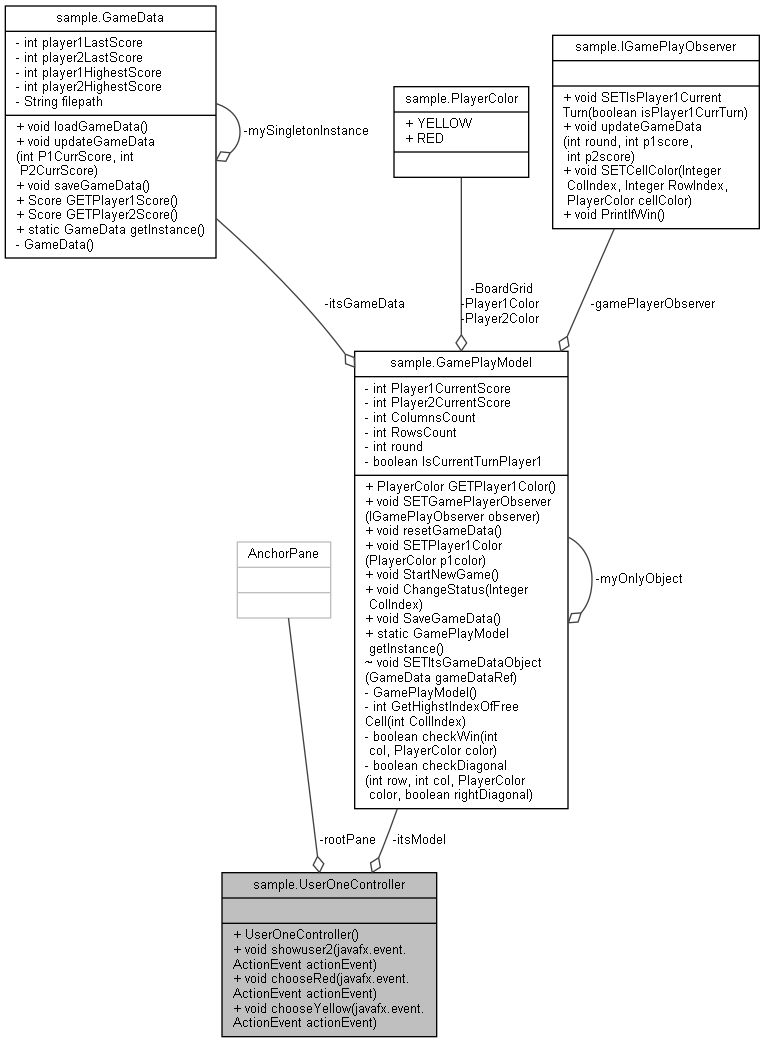 sample.GameData
- int player1LastScore
- int player2LastScore
- int player1HighestScore
- int player2HighestScore
- String filepath
+ void loadGameData()
+ void updateGameData
(int P1CurrScore, int
P2CurrScore)
+ void saveGameData()
+ Score GETPlayer1Score()
+ Score GETPlayer2Score()
+ static GameData getInstance()
- GameData()
-mySingletonInstance
sample.PlayerColor
+ YELLOW
+ RED
sample.IGamePlayObserver
+ void SETIsPlayer1Current
Turn(boolean isPlayer1CurrTurn)
+ void updateGameData
(int round, int p1score,
int p2score)
+ void SETCellColor(Integer
ColIndex, Integer RowIndex,
PlayerColor cellColor)
+ void PrintIfWin()
-itsGameData
-BoardGrid
-Player1Color
-Player2Color
-gamePlayerObserver
sample.GamePlayModel
- int Player1CurrentScore
- int Player2CurrentScore
- int ColumnsCount
- int RowsCount
- int round
- boolean IsCurrentTurnPlayer1
+ PlayerColor GETPlayer1Color()
+ void SETGamePlayerObserver
(IGamePlayObserver observer)
+ void resetGameData()
+ void SETPlayer1Color
(PlayerColor p1color)
+ void StartNewGame()
+ void ChangeStatus(Integer
ColIndex)
+ void SaveGameData()
+ static GamePlayModel
getInstance()
~ void SETItsGameDataObject
(GameData gameDataRef)
- GamePlayModel()
- int GetHighstIndexOfFree
Cell(int CollIndex)
- boolean checkWin(int
col, PlayerColor color)
- boolean checkDiagonal
(int row, int col, PlayerColor
color, boolean rightDiagonal)
-myOnlyObject
AnchorPane
-rootPane
-itsModel
sample.UserOneController
+ UserOneController()
+ void showuser2(javafx.event.
ActionEvent actionEvent)
+ void chooseRed(javafx.event.
ActionEvent actionEvent)
+ void chooseYellow(javafx.event.
ActionEvent actionEvent)